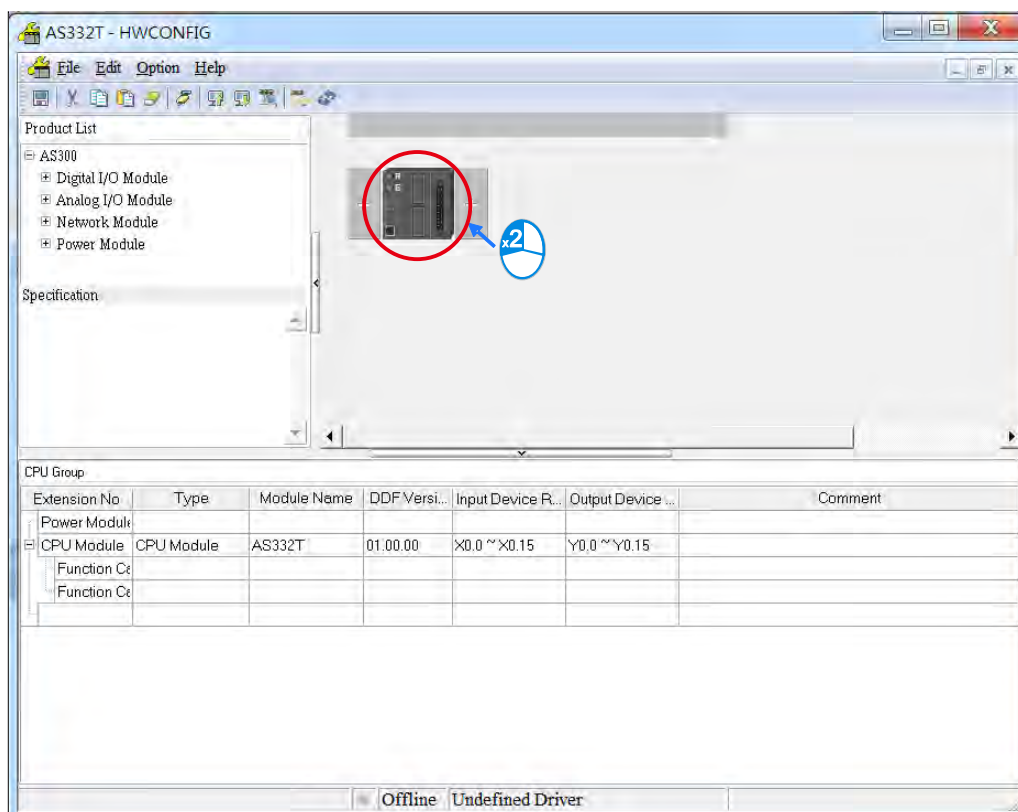 AS332T - HWCONFIG
File Edit Option Help
Product List
AS300
Digital I/O Module
Analog I/O Module
Network Module
Power Module
Specification
R
E
x2
CPU Group
Extension No Type Module Name DDF Versi... Input Device R... Output Device ... Comment
Power Module
CPU Module CPU Module AS332T 01.00.00 X0.0 ~ X0.15 Y0.0 ~ Y0.15
Function Ca
Function Ca
Offline Undefined Driver